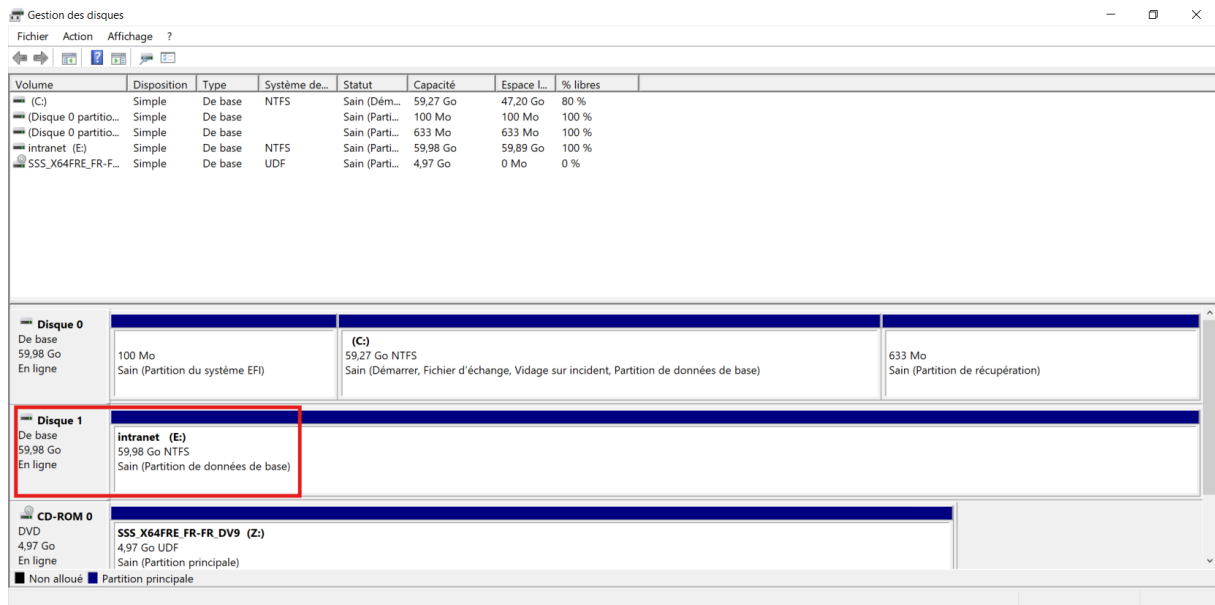 Gestion des disques
Fichier Action Affichage ?
Volume Disposition Type Système de... Statut Capacité Espace l... % libres
(C:) Simple De base NTFS Sain (Dém... 59,27 Go 47,20 Go 80 %
(Disque 0 partitio... Simple De base Sain (Parti... 100 Mo 100 Mo 100 %
(Disque 0 partitio... Simple De base Sain (Parti... 633 Mo 633 Mo 100 %
intranet (E:) Simple De base NTFS Sain (Parti... 59,98 Go 59,89 Go 100 %
SSS_X64FRE_FR-F... Simple De base UDF Sain (Parti... 4,97 Go 0 Mo 0 %
Disque 0
De base
59,98 Go
En ligne
100 Mo
Sain (Partition du système EFI)
(C:)
59,27 Go NTFS
Sain (Démarrer, Fichier d'échange, Vidage sur incident, Partition de données de base)
633 Mo
Sain (Partition de récupération)
Disque 1
De base
59,98 Go
En ligne
intranet (E:)
59,98 Go NTFS
Sain (Partition de données de base)
CD-ROM 0
DVD
4,97 Go
En ligne
SSS_X64FRE_FR-FR_DV9 (Z:)
4,97 Go UDF
Sain (Partition principale)
Non alloué Partition principale